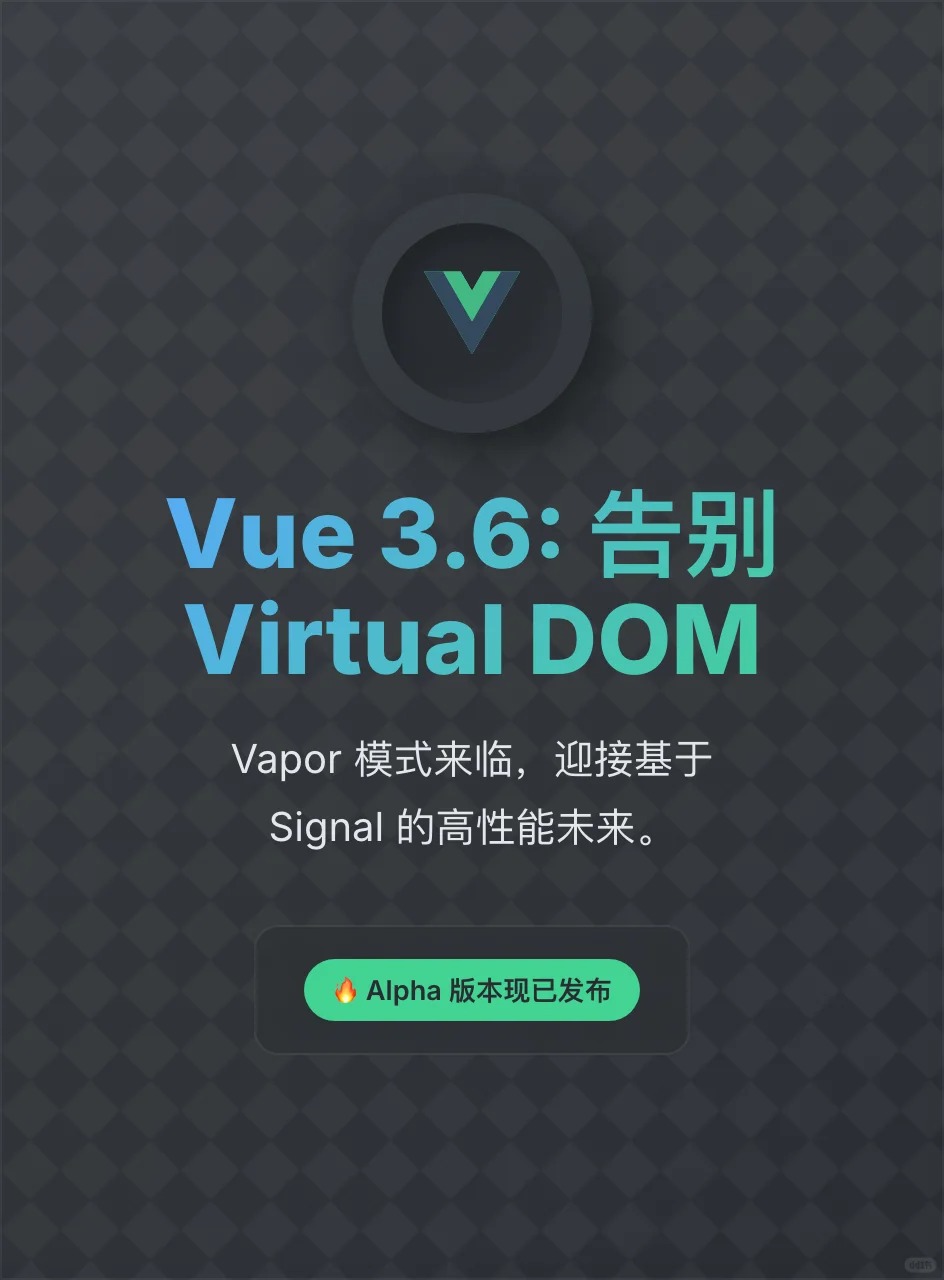 Vue 3.6: 告别
Virtual DOM
Vapor 模式来临，迎接基于
Signal 的高性能未来。
🔥 Alpha 版本现已发布